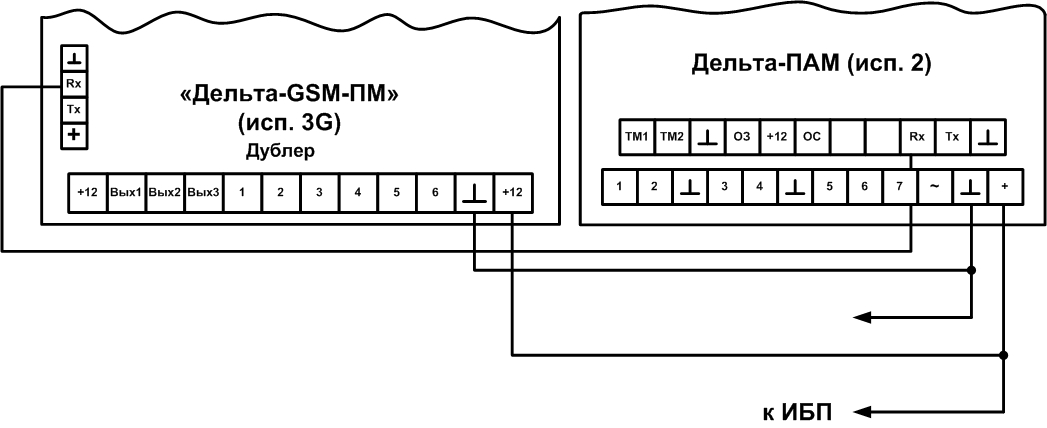 ⊥
Rx
Tx
+
«Дельта-GSM-ПМ»
(исп. 3G)
Дублер
+12 Вых1 Вых2 Вых3 1 2 3 4 5 6 ⊥ +12
Дельта-ПАМ (исп. 2)
ТМ1 ТМ2 ⊥ ОЗ +12 ОС Rx Tx ⊥
1 2 ⊥ 3 4 ⊥ 5 6 7 ~ ⊥ +
к ИБП